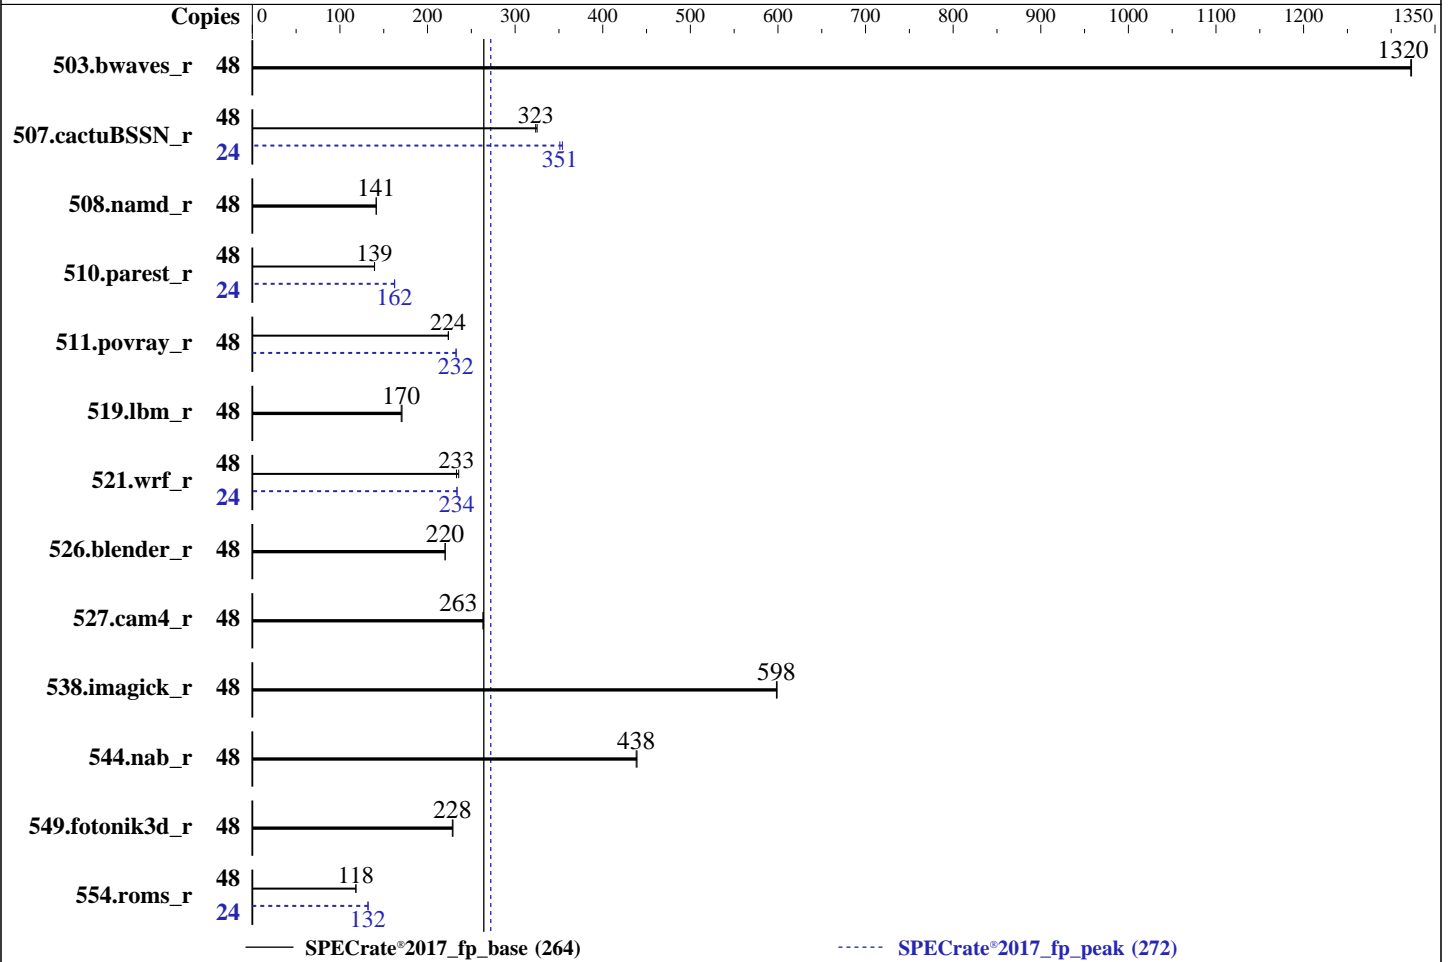 Copies 0 100 200 300 400 500 600 700 800 900 1000 1100 1200 1350
503.bwaves_r 48 1320
507.cactuBSSN_r 48 323
24 351
508.namd_r 48 141
510.parest_r 48 139
24 162
511.povray_r 48 224
232
519.lbm_r 48 170
521.wrf_r 48 233
24 234
526.blender_r 48 220
527.cam4_r 48 263
538.imagick_r 48 598
544.nab_r 48 438
549.fotonik3d_r 48 228
554.roms_r 48 118
24 132
SPECrate®2017_fp_base (264) SPECrate®2017_fp_peak (272)